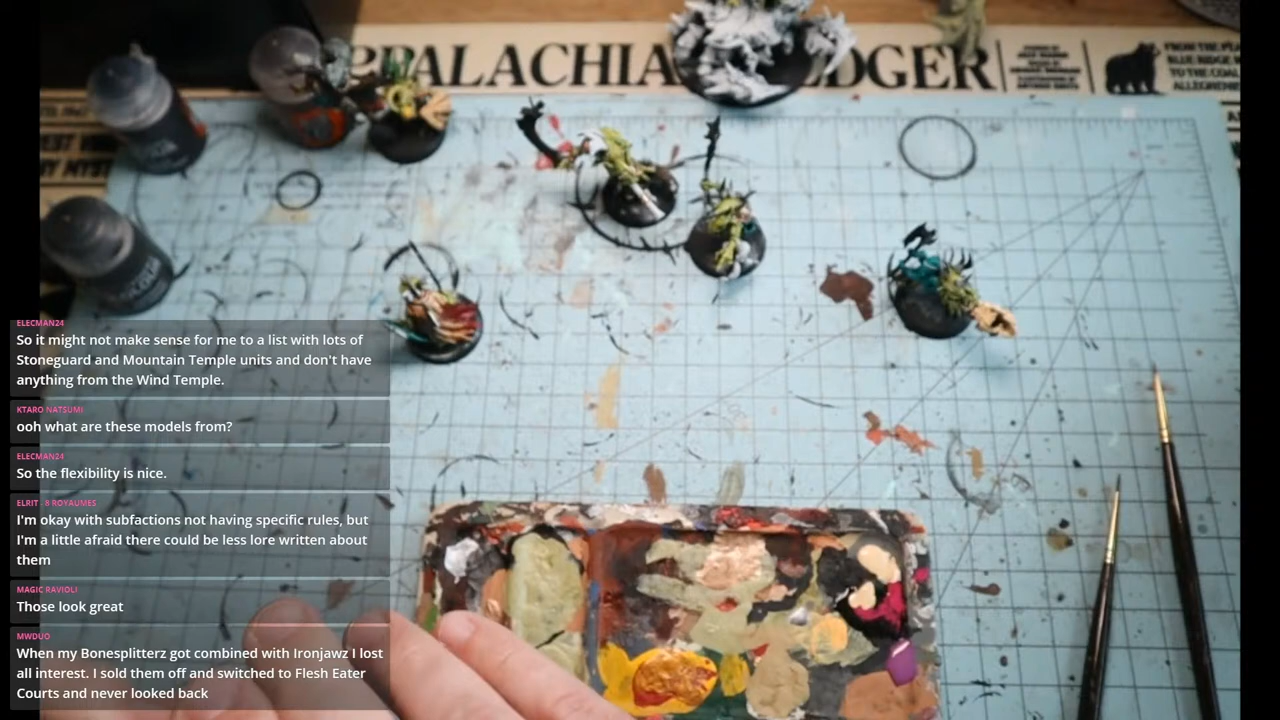 PPALACHIA
DGER
ELECMAN24
So it might not make sense for me to a list with lots of
Stoneguard and Mountain Temple units and don't have
anything from the Wind Temple.
KTARO NATSUMI
ooh what are these models from?
ELECMAN24
So the flexibility is nice.
ELRIT 8 ROYAUMES
I'm okay with subfactions not having specific rules, but
I'm a little afraid there could be less lore written about
them
MAGIC RAVIOLI
Those look great
MWDUO
When my Bonesplitterz got combined with Ironjawz I lost
all interest. I sold them off and switched to Flesh Eater
Courts and never looked back